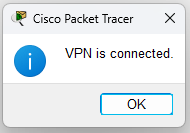 Cisco Packet Tracer
VPN is connected.
OK